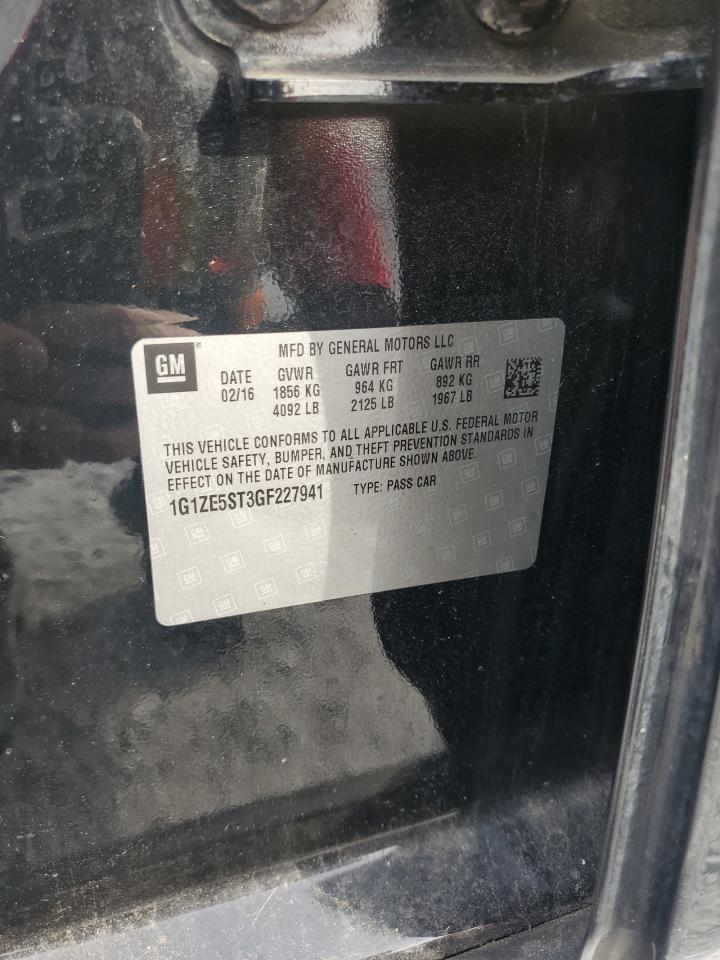 GM
MFD BY GENERAL MOTORS LLC
DATE GVWR GAWR FRT GAWR RR
02/16 1856 KG 964 KG 892 KG
4092 LB 2125 LB 1967 LB
THIS VEHICLE CONFORMS TO ALL APPLICABLE U.S. FEDERAL MOTOR
VEHICLE SAFETY, BUMPER, AND THEFT PREVENTION STANDARDS IN
EFFECT ON THE DATE OF MANUFACTURE SHOWN ABOVE.
1G1ZE5ST3GF227941 TYPE: PASS CAR